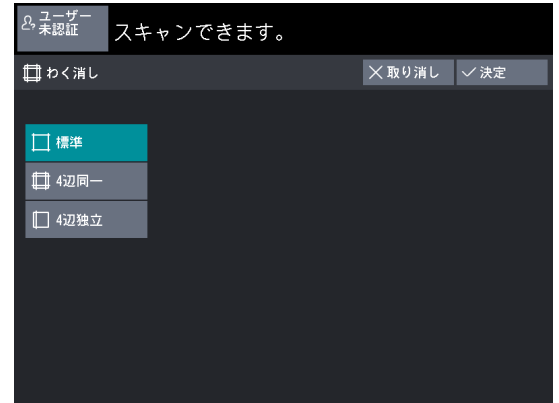 ユーザー
未認証
スキャンできます。
わく消し
取り消し
決定
標準
4辺同一
4辺独立